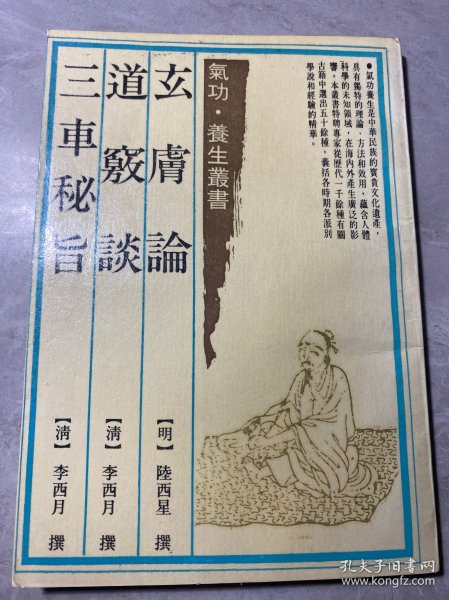 ●氣功養生是中華民族的寶貴文化遺產，
具有獨特的理論、方法和效用，蘊含人體
科學的未知領域，在海內外產生廣泛的影
響。本叢書特聘專家從歷代一千餘種有關
古籍中選出五十餘種，囊括各時期各派別
學說和經驗的精華。
氣功·養生叢書
玄膚論
【明】陸西星 撰
道竅談
【清】李西月 撰
三車秘旨
【清】李西月 撰
孔夫子旧书网
www.kongfz.com